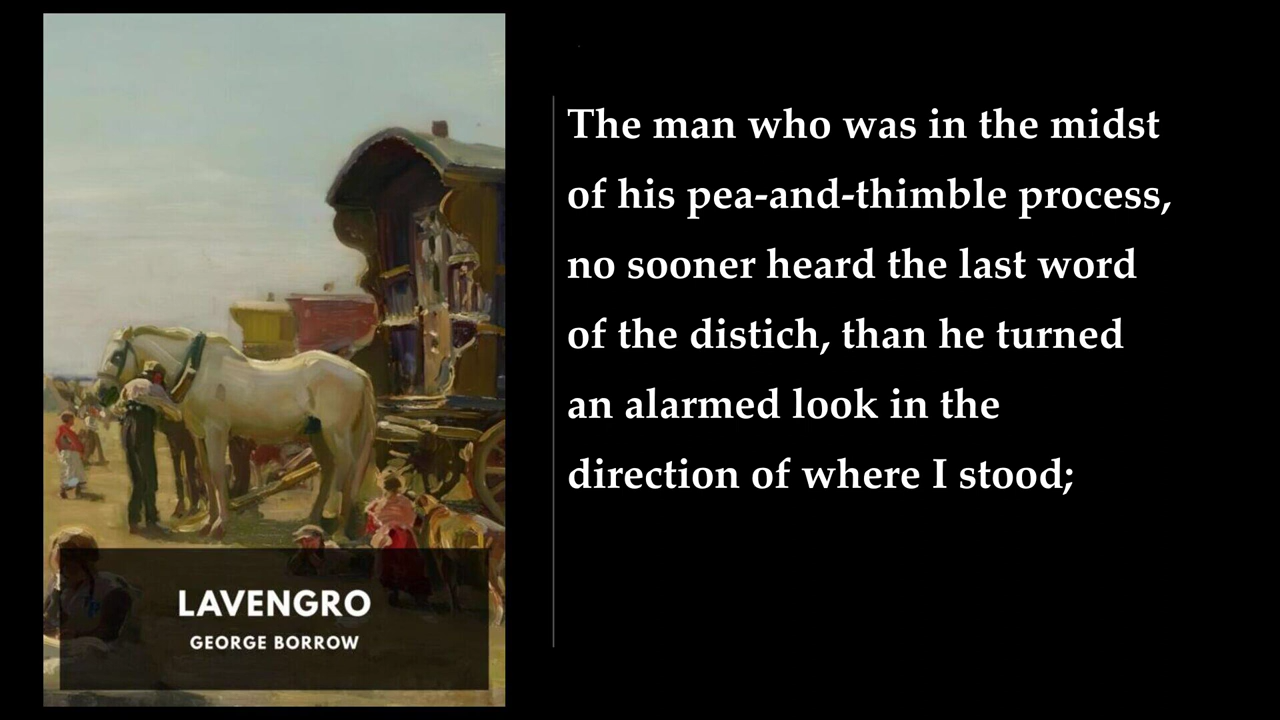 LAVENGRO
GEORGE BORROW
The man who was in the midst
of his pea-and-thimble process,
no sooner heard the last word
of the distich, than he turned
an alarmed look in the
direction of where I stood;